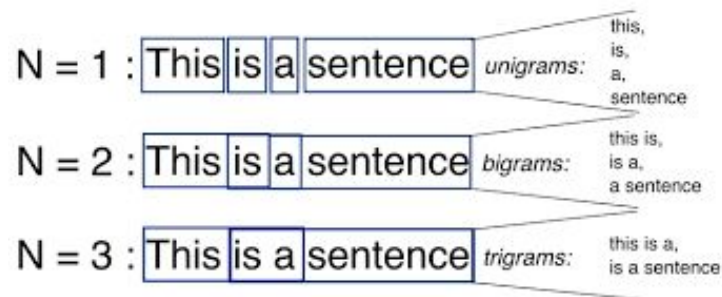 N = 1 : This is a sentence unigrams:
this,
is,
a,
sentence
N = 2 : This is a sentence bigrams:
this is,
is a,
a sentence
N = 3 : This is a sentence trigrams:
this is a,
is a sentence